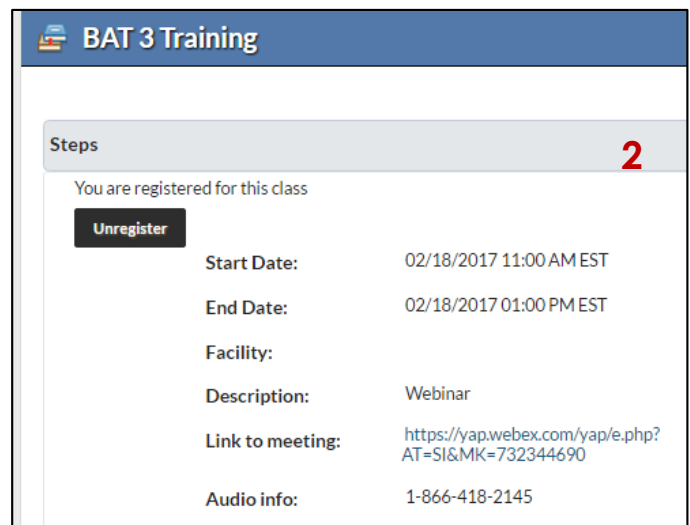 BAT 3 Training
Steps
2
You are registered for this class
Unregister
Start Date: 02/18/2017 11:00 AM EST
End Date: 02/18/2017 01:00 PM EST
Facility:
Description: Webinar
Link to meeting: https://yap.webex.com/yap/e.php?
AT=SI&MK=732344690
Audio info: 1-866-418-2145